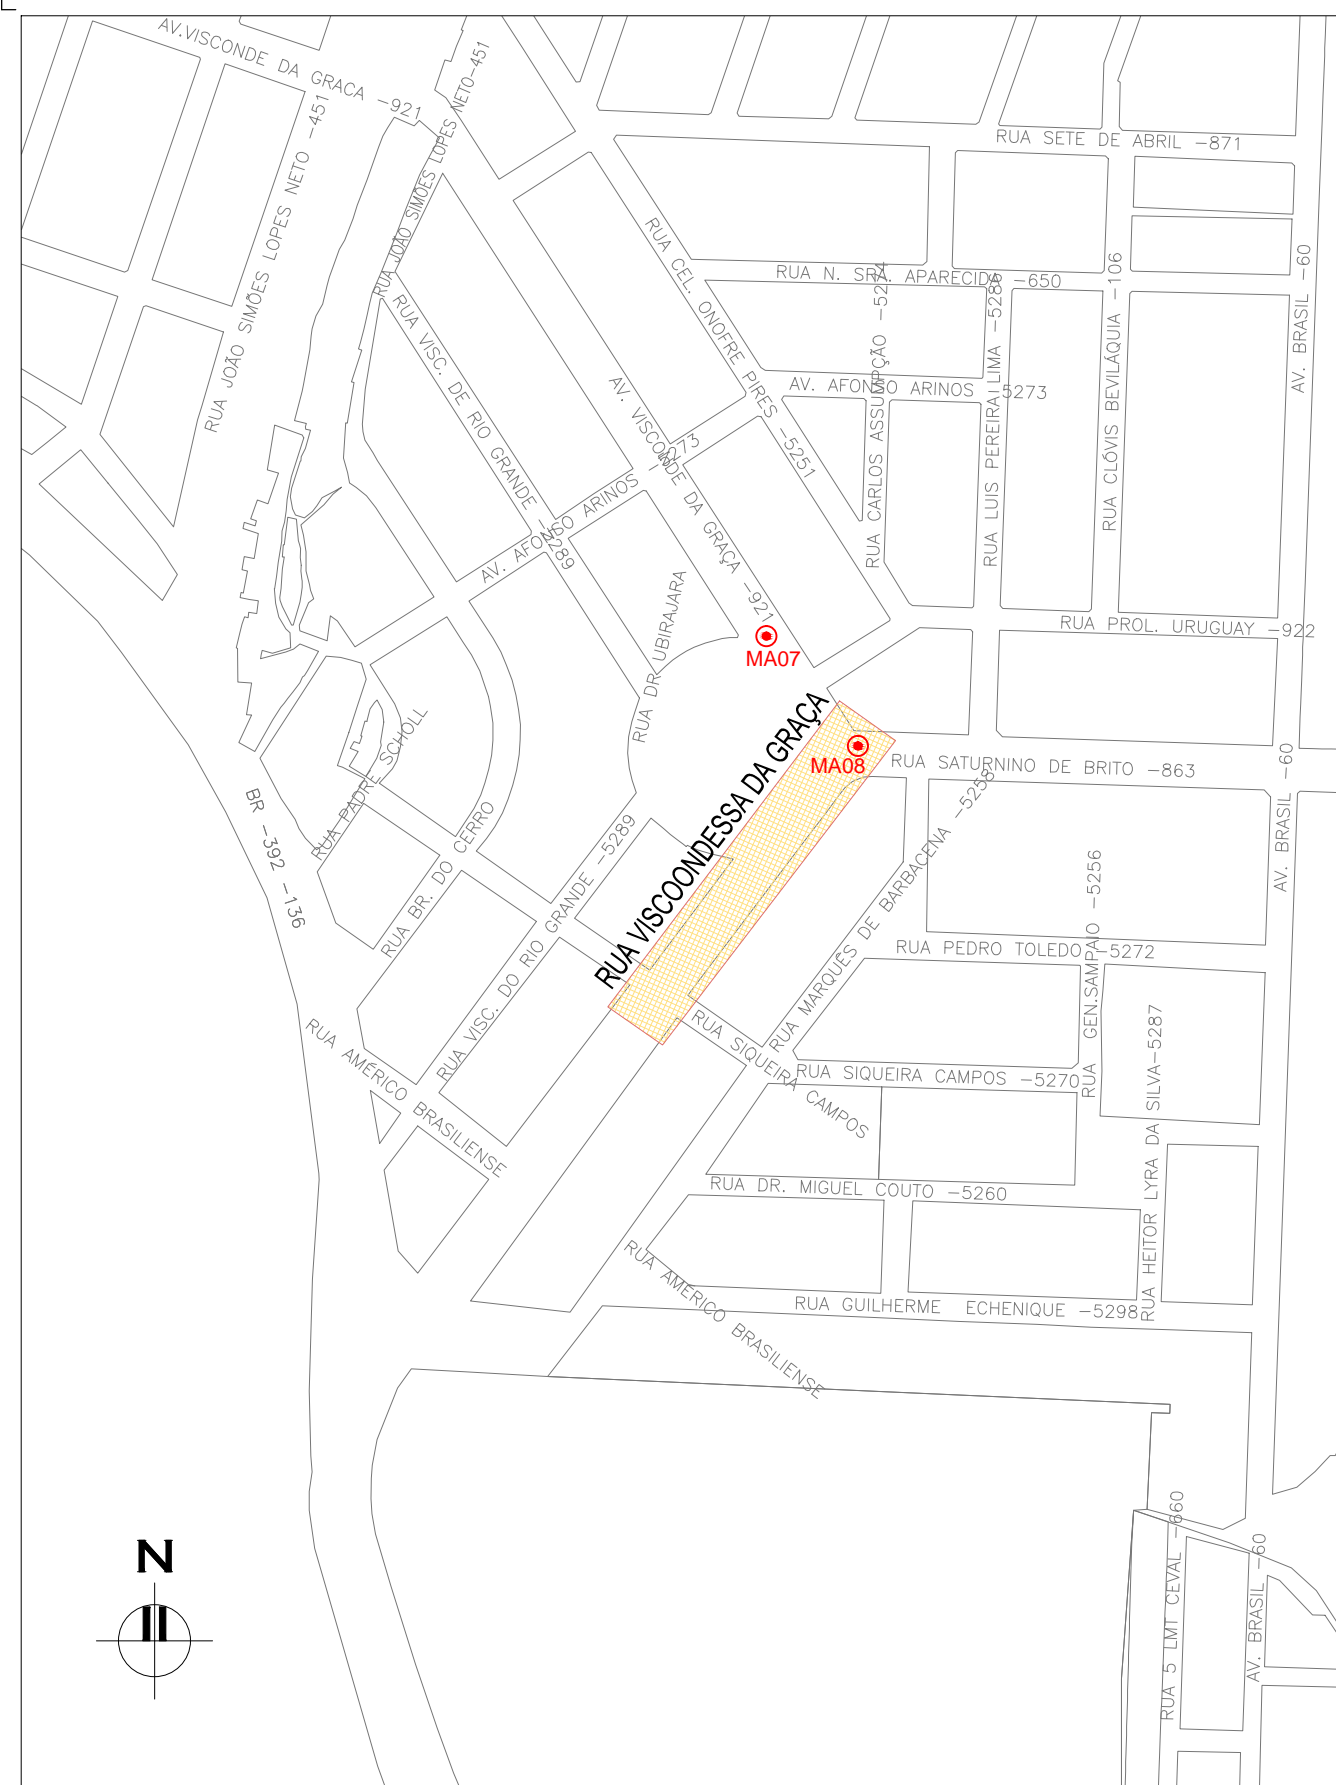 AV.VISCONDE DA GRACA -921
RUA JOÃO SIMÕES LOPES NETO -451
RUA JOÃO SIMÕES LOPES NETO-451
RUA SETE DE ABRIL -871
RUA CEL. ONOFRE PIRES -5251
RUA N. SRA. APARECIDA -650
AV. BRASIL -60
RUA VISC. DE RIO GRANDE -5289
AV. VISCONDE DA GRAÇA -921
AV. AFONSO ARINOS -5273
AV. AFONSO ARINOS 5273
RUA CARLOS ASSUMPÇÃO
RUA LUIS PEREIRA LIMA
RUA CLÓVIS BEVILÁQUIA -106
RUA DR UBIRAJARA
RUA PROL. URUGUAY -922
MA07
RUA VISCOONDESSA DA GRAÇA
MA08
RUA SATURNINO DE BRITO -863
RUA PADRE SCHOLL
BR -392 -136
RUA BR. DO CERRO
RUA VISC. DO RIO GRANDE -5289
RUA MARQUÊS DE BARBACENA -5258
AV. BRASIL -60
RUA PEDRO TOLEDO -5272
RUA GEN.SAMPAIO -5256
RUA AMÉRICO BRASILIENSE
RUA SIQUEIRA CAMPOS
RUA SIQUEIRA CAMPOS -5270
RUA HEITOR LYRA DA SILVA-5287
RUA DR. MIGUEL COUTO -5260
RUA AMÉRICO BRASILIENSE
RUA GUILHERME ECHENIQUE -5298
N
RUA 5 LMT CEVAL -660
AV. BRASIL -60